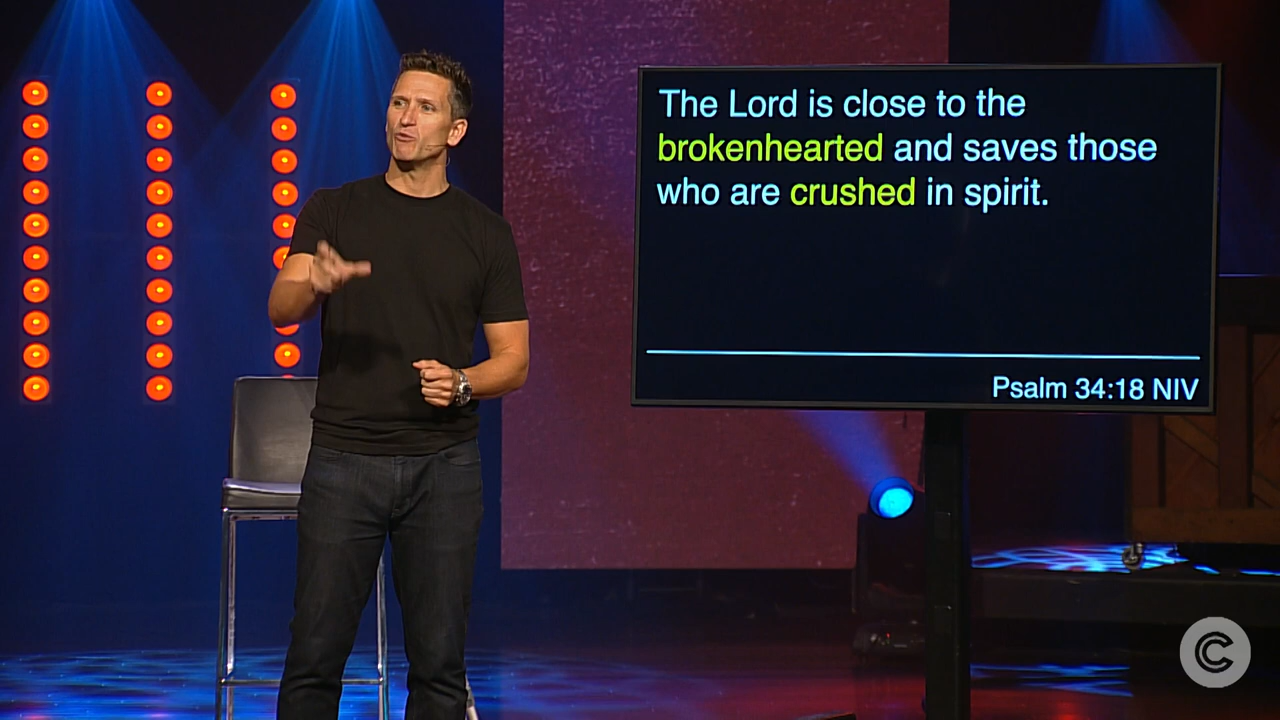 The Lord is close to the
brokenhearted and saves those
who are crushed in spirit.
Psalm 34:18 NIV
C